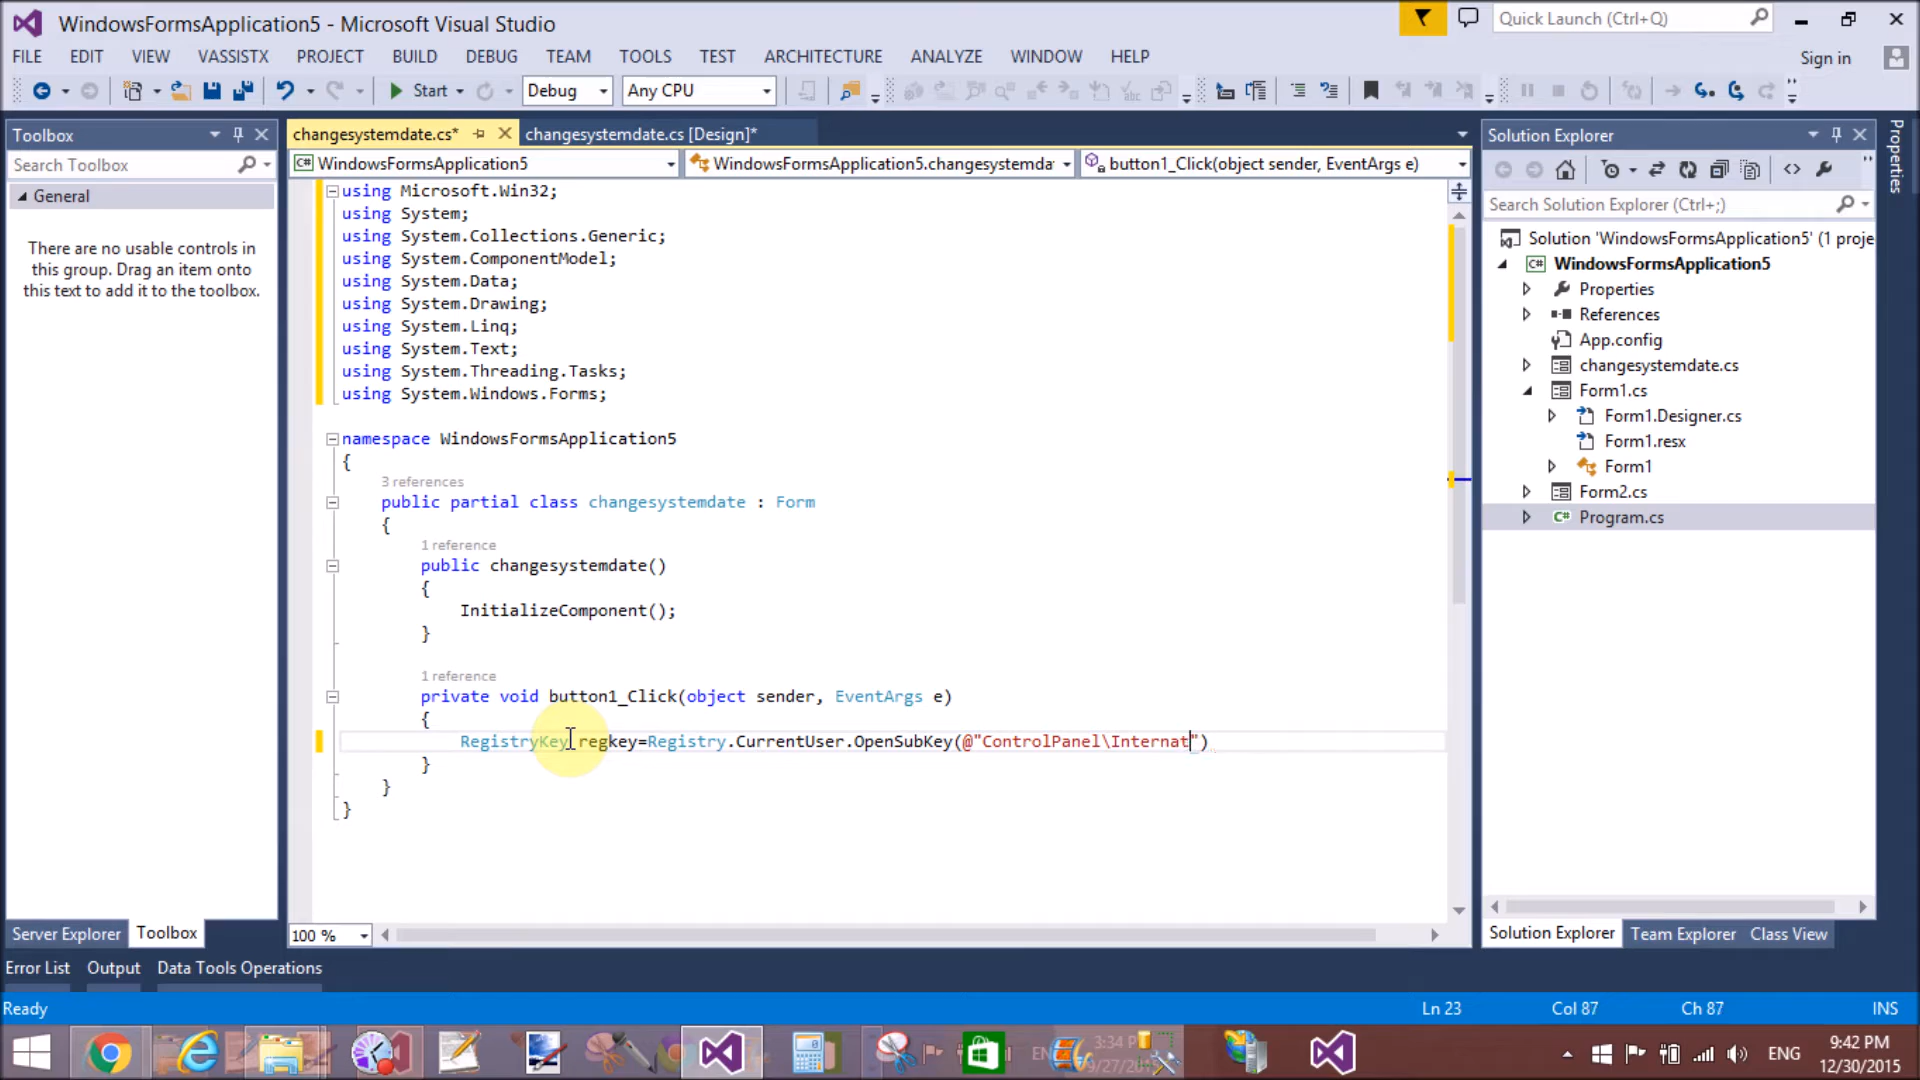 WindowsFormsApplication5 - Microsoft Visual Studio
Quick Launch (Ctrl+Q)
FILE EDIT VIEW VASSISTX PROJECT BUILD DEBUG TEAM TOOLS TEST ARCHITECTURE ANALYZE WINDOW HELP
Sign in
Start Debug Any CPU
Toolbox
Search Toolbox
General
There are no usable controls in
this group. Drag an item onto
this text to add it to the toolbox.
Server Explorer Toolbox
changesystemdate.cs* changesystemdate.cs [Design]*
WindowsFormsApplication5 WindowsFormsApplication5.changesystemda button1_Click(object sender, EventArgs e)
using Microsoft.Win32;
using System;
using System.Collections.Generic;
using System.ComponentModel;
using System.Data;
using System.Drawing;
using System.Linq;
using System.Text;
using System.Threading.Tasks;
using System.Windows.Forms;
namespace WindowsFormsApplication5
{
3 references
public partial class changesystemdate : Form
{
1 reference
public changesystemdate()
{
InitializeComponent();
}
1 reference
private void button1_Click(object sender, EventArgs e)
{
RegistryKey regkey=Registry.CurrentUser.OpenSubKey(@"ControlPanel\Internat")
}
}
}
100 %
Solution Explorer
Search Solution Explorer (Ctrl+;)
Solution 'WindowsFormsApplication5' (1 proje
WindowsFormsApplication5
Properties
References
App.config
changesystemdate.cs
Form1.cs
Form1.Designer.cs
Form1.resx
Form1
Form2.cs
Program.cs
Solution Explorer Team Explorer Class View
Properties
Error List Output Data Tools Operations
Ready
Ln 23 Col 87 Ch 87 INS
3:34 PM
9/27/20
ENG
9:42 PM
12/30/2015